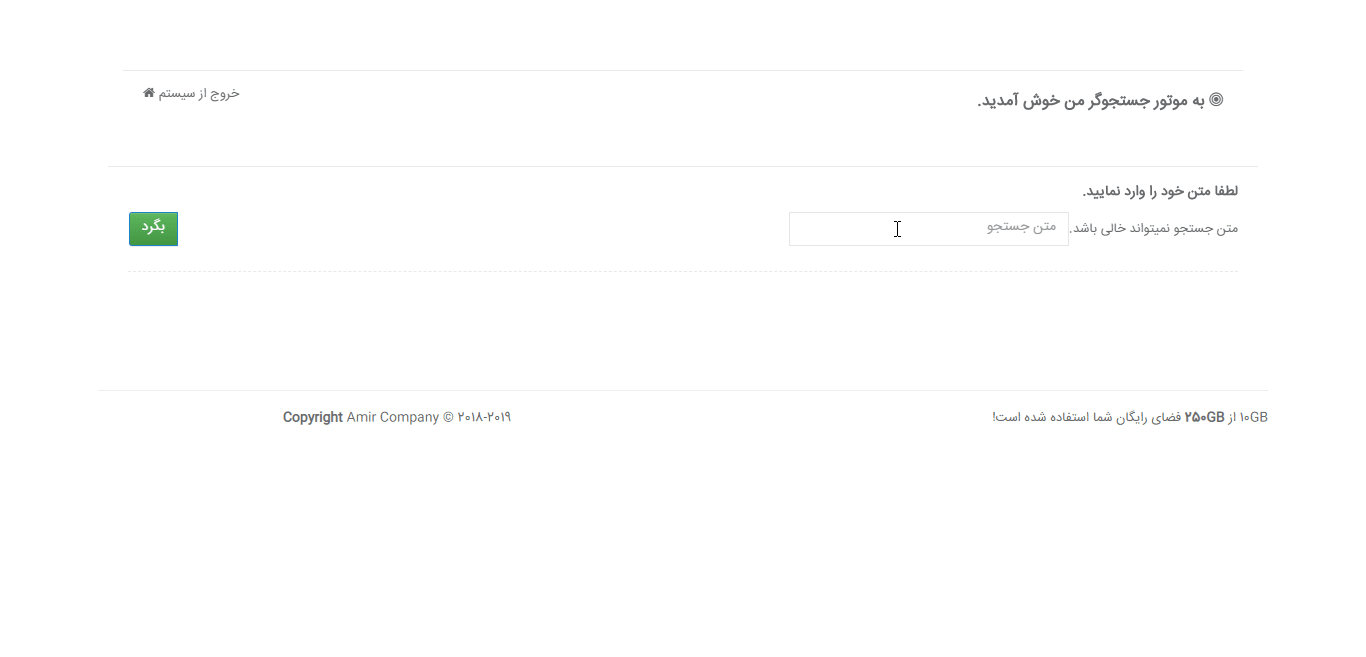 به موتور جستجوگر من خوش آمدید.
خروج از سیستم
لطفا متن خود را وارد نمایید.
متن جستجو نمیتواند خالی باشد.
متن جستجو
بگرد
۱۰GB از ۲۵۰GB فضای رایگان شما استفاده شده است!
Copyright Amir Company © ۲۰۱۸-۲۰۱۹